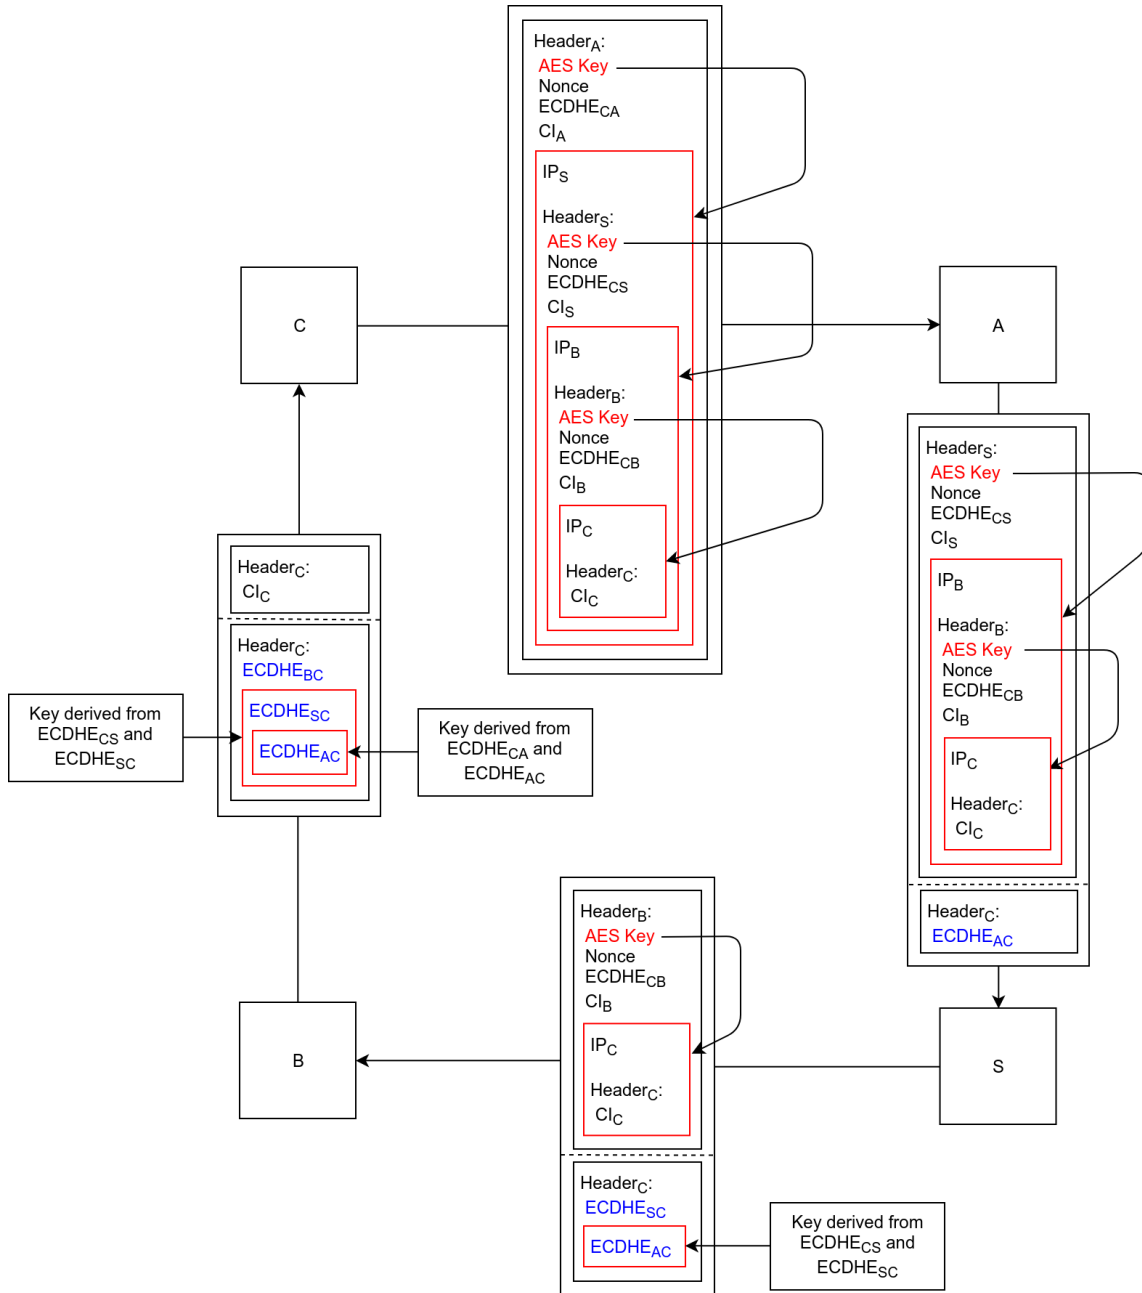 Header_A:
AES Key
Nonce
ECDHE_CA
CI_A
IP_S
Header_S:
AES Key
Nonce
ECDHE_CS
CI_S
IP_B
Header_B:
AES Key
Nonce
ECDHE_CB
CI_B
IP_C
Header_C:
CI_C
C
A
Header_S:
AES Key
Nonce
ECDHE_CS
CI_S
IP_B
Header_B:
AES Key
Nonce
ECDHE_CB
CI_B
IP_C
Header_C:
CI_C
Header_C:
ECDHE_AC
Header_C:
CI_C
Header_C:
ECDHE_BC
ECDHE_SC
ECDHE_AC
Key derived from
ECDHE_CS and
ECDHE_SC
Key derived from
ECDHE_CA and
ECDHE_AC
B
Header_B:
AES Key
Nonce
ECDHE_CB
CI_B
IP_C
Header_C:
CI_C
Header_C:
ECDHE_SC
ECDHE_AC
S
Key derived from
ECDHE_CS and
ECDHE_SC